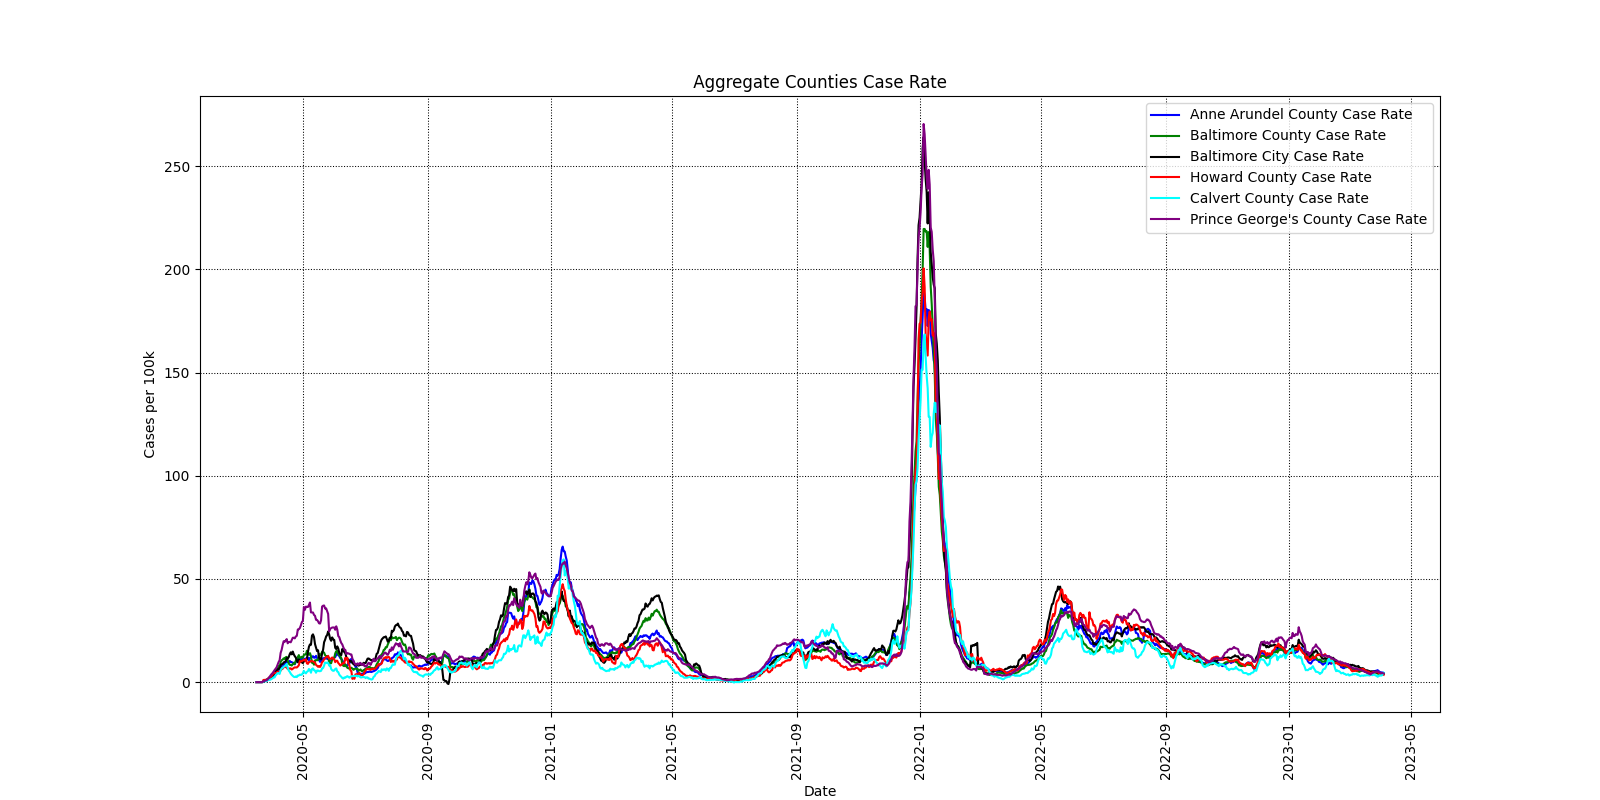 Aggregate Counties Case Rate
Anne Arundel County Case Rate
Baltimore County Case Rate
Baltimore City Case Rate
Howard County Case Rate
Calvert County Case Rate
Prince George's County Case Rate
Cases per 100k
250
200
150
100
50
0
2020-05
2020-09
2021-01
2021-05
2021-09
2022-01
2022-05
2022-09
2023-01
2023-05
Date